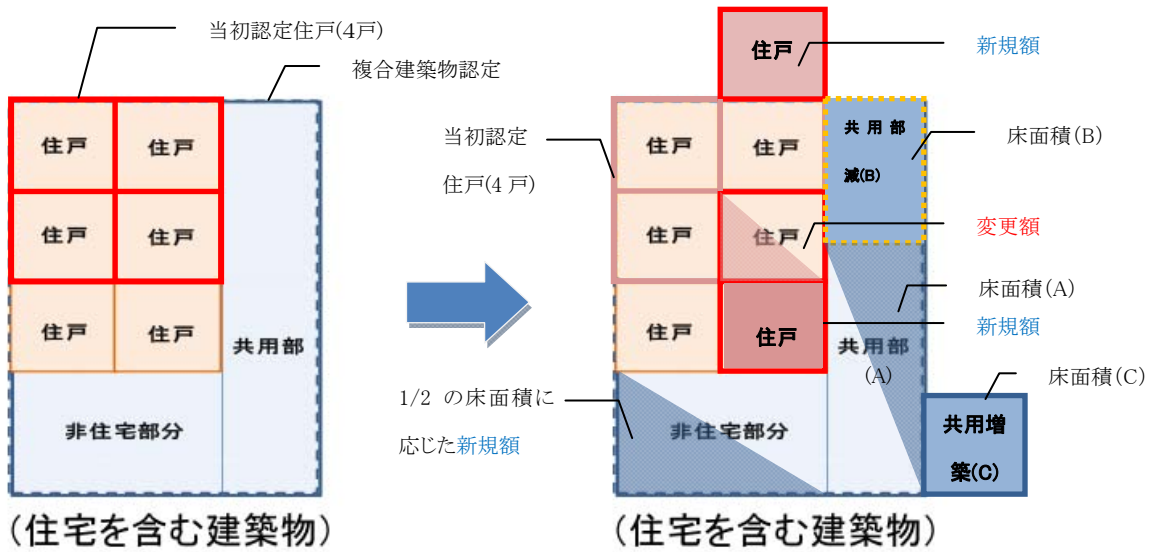 当初認定住戸(4戸)
複合建築物認定
住戸
住戸
住戸
住戸
住戸
住戸
共用部
非住宅部分
(住宅を含む建築物)
住戸
新規額
当初認定
住戸(4 戸)
住戸
住戸
共 用 部
減(B)
床面積(B)
住戸
住戸
変更額
床面積(A)
新規額
住戸
住戸
共用部
(A)
床面積(C)
1/2 の床面積に
応じた新規額
非住宅部分
共用増
築(C)
(住宅を含む建築物)